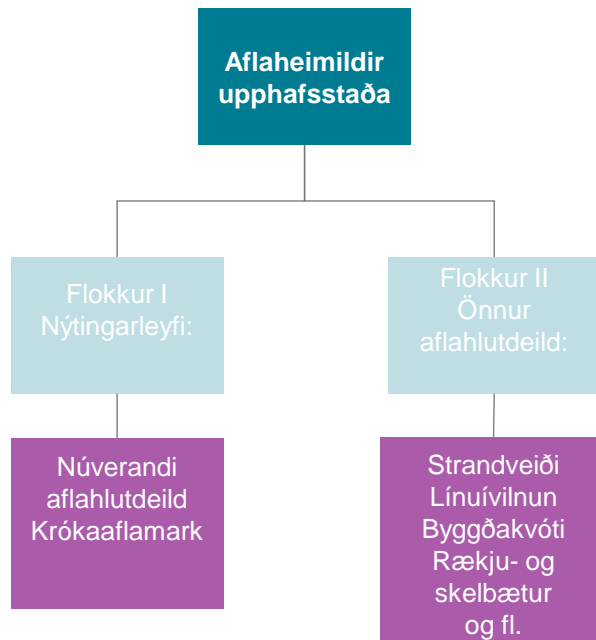 Aflaheimildir
upphafsstaða
Flokkur I
Nýtingarleyfi:
Flokkur II
Önnur
aflahlutdeild:
Núverandi
aflahlutdeild
Krókaaflamark
Strandveiði
Línuívilnun
Byggðakvóti
Rækju- og
skelbætur
og fl.